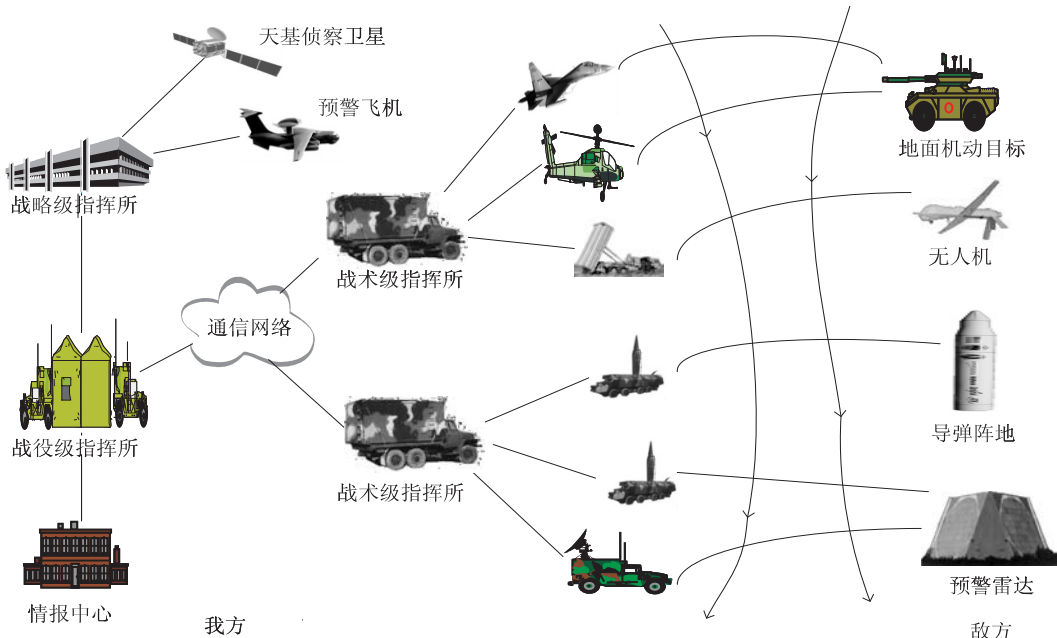 天基侦察卫星
预警飞机
战略级指挥所
地面机动目标
无人机
战术级指挥所
通信网络
战役级指挥所
导弹阵地
战术级指挥所
预警雷达
情报中心
我方
敌方